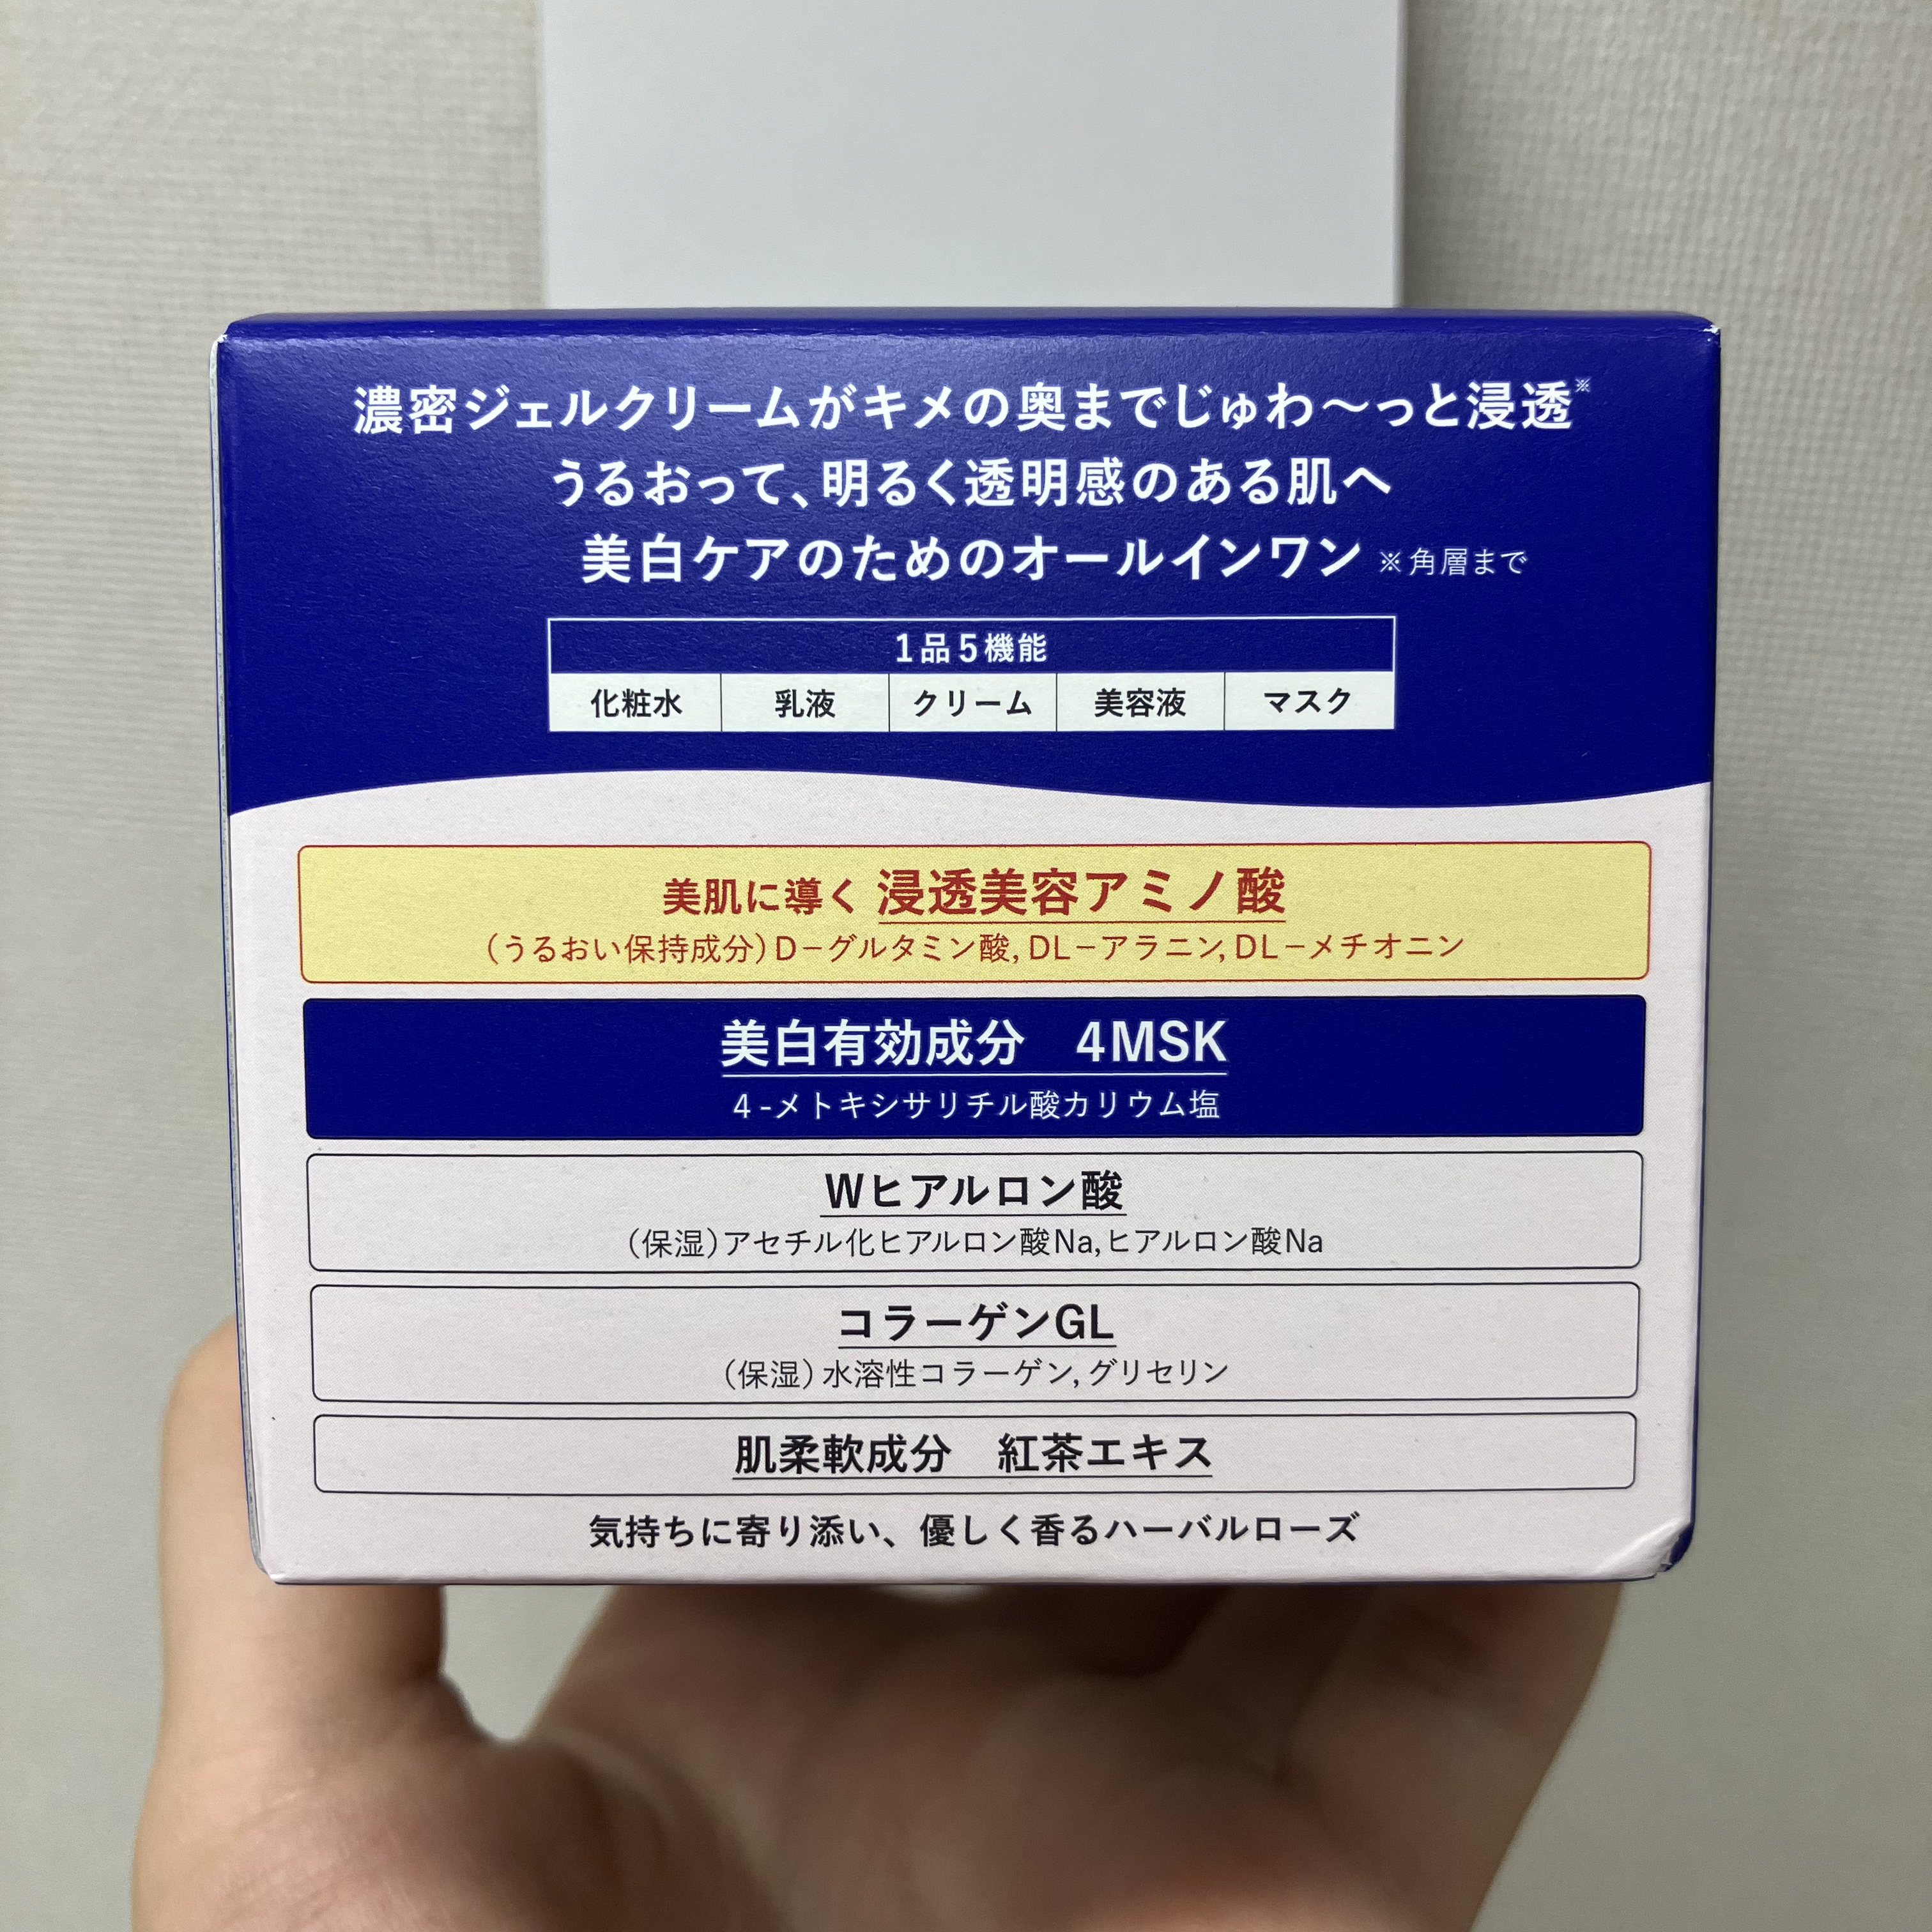 濃密ジェルクリームがキメの奥までじゅわ～っと浸透※
うるおって、明るく透明感のある肌へ
美白ケアのためのオールインワン ※角層まで
1品5機能
化粧水 乳液 クリーム 美容液 マスク
美肌に導く 浸透美容アミノ酸
(うるおい保持成分)D－グルタミン酸, DL－アラニン, DL－メチオニン
美白有効成分 4MSK
4-メトキシサリチル酸カリウム塩
Wヒアルロン酸
(保湿)アセチル化ヒアルロン酸Na,ヒアルロン酸Na
コラーゲンGL
(保湿)水溶性コラーゲン,グリセリン
肌柔軟成分 紅茶エキス
気持ちに寄り添い、優しく香るハーバルローズ